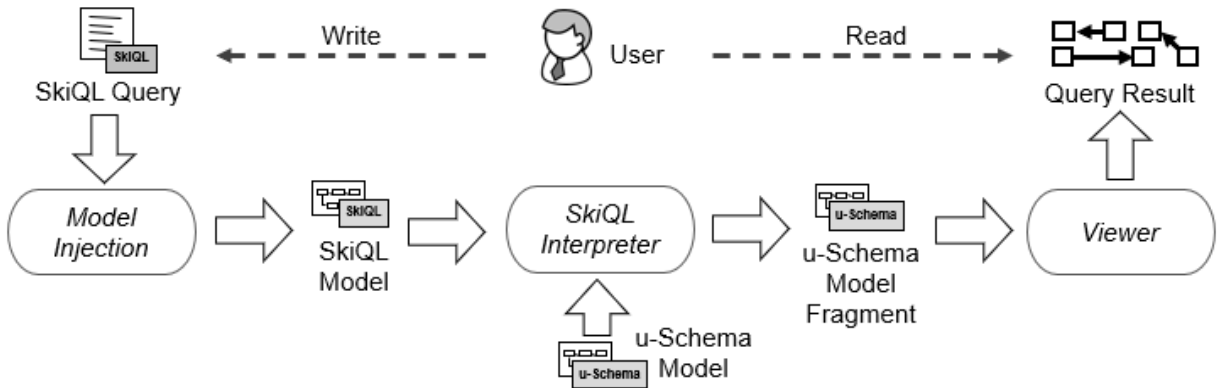 Write
User
Read
SkiQL
SkiQL Query
Query Result
Model
Injection
SkiQL
SkiQL
Model
SkiQL
Interpreter
u-Schema
u-Schema
Model
Fragment
Viewer
u-Schema
Model
u-Schema